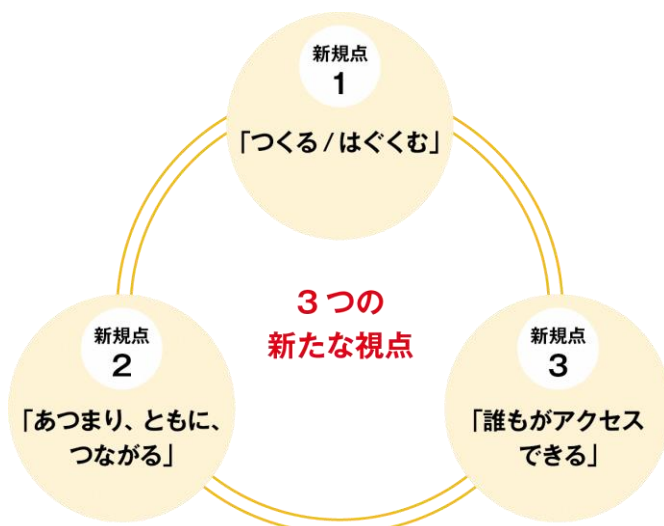 新規点
1
「つくる / はぐくむ」
3つの
新たな視点
新規点
2
「あつまり、ともに、
つながる」
新規点
3
「誰もがアクセス
できる」